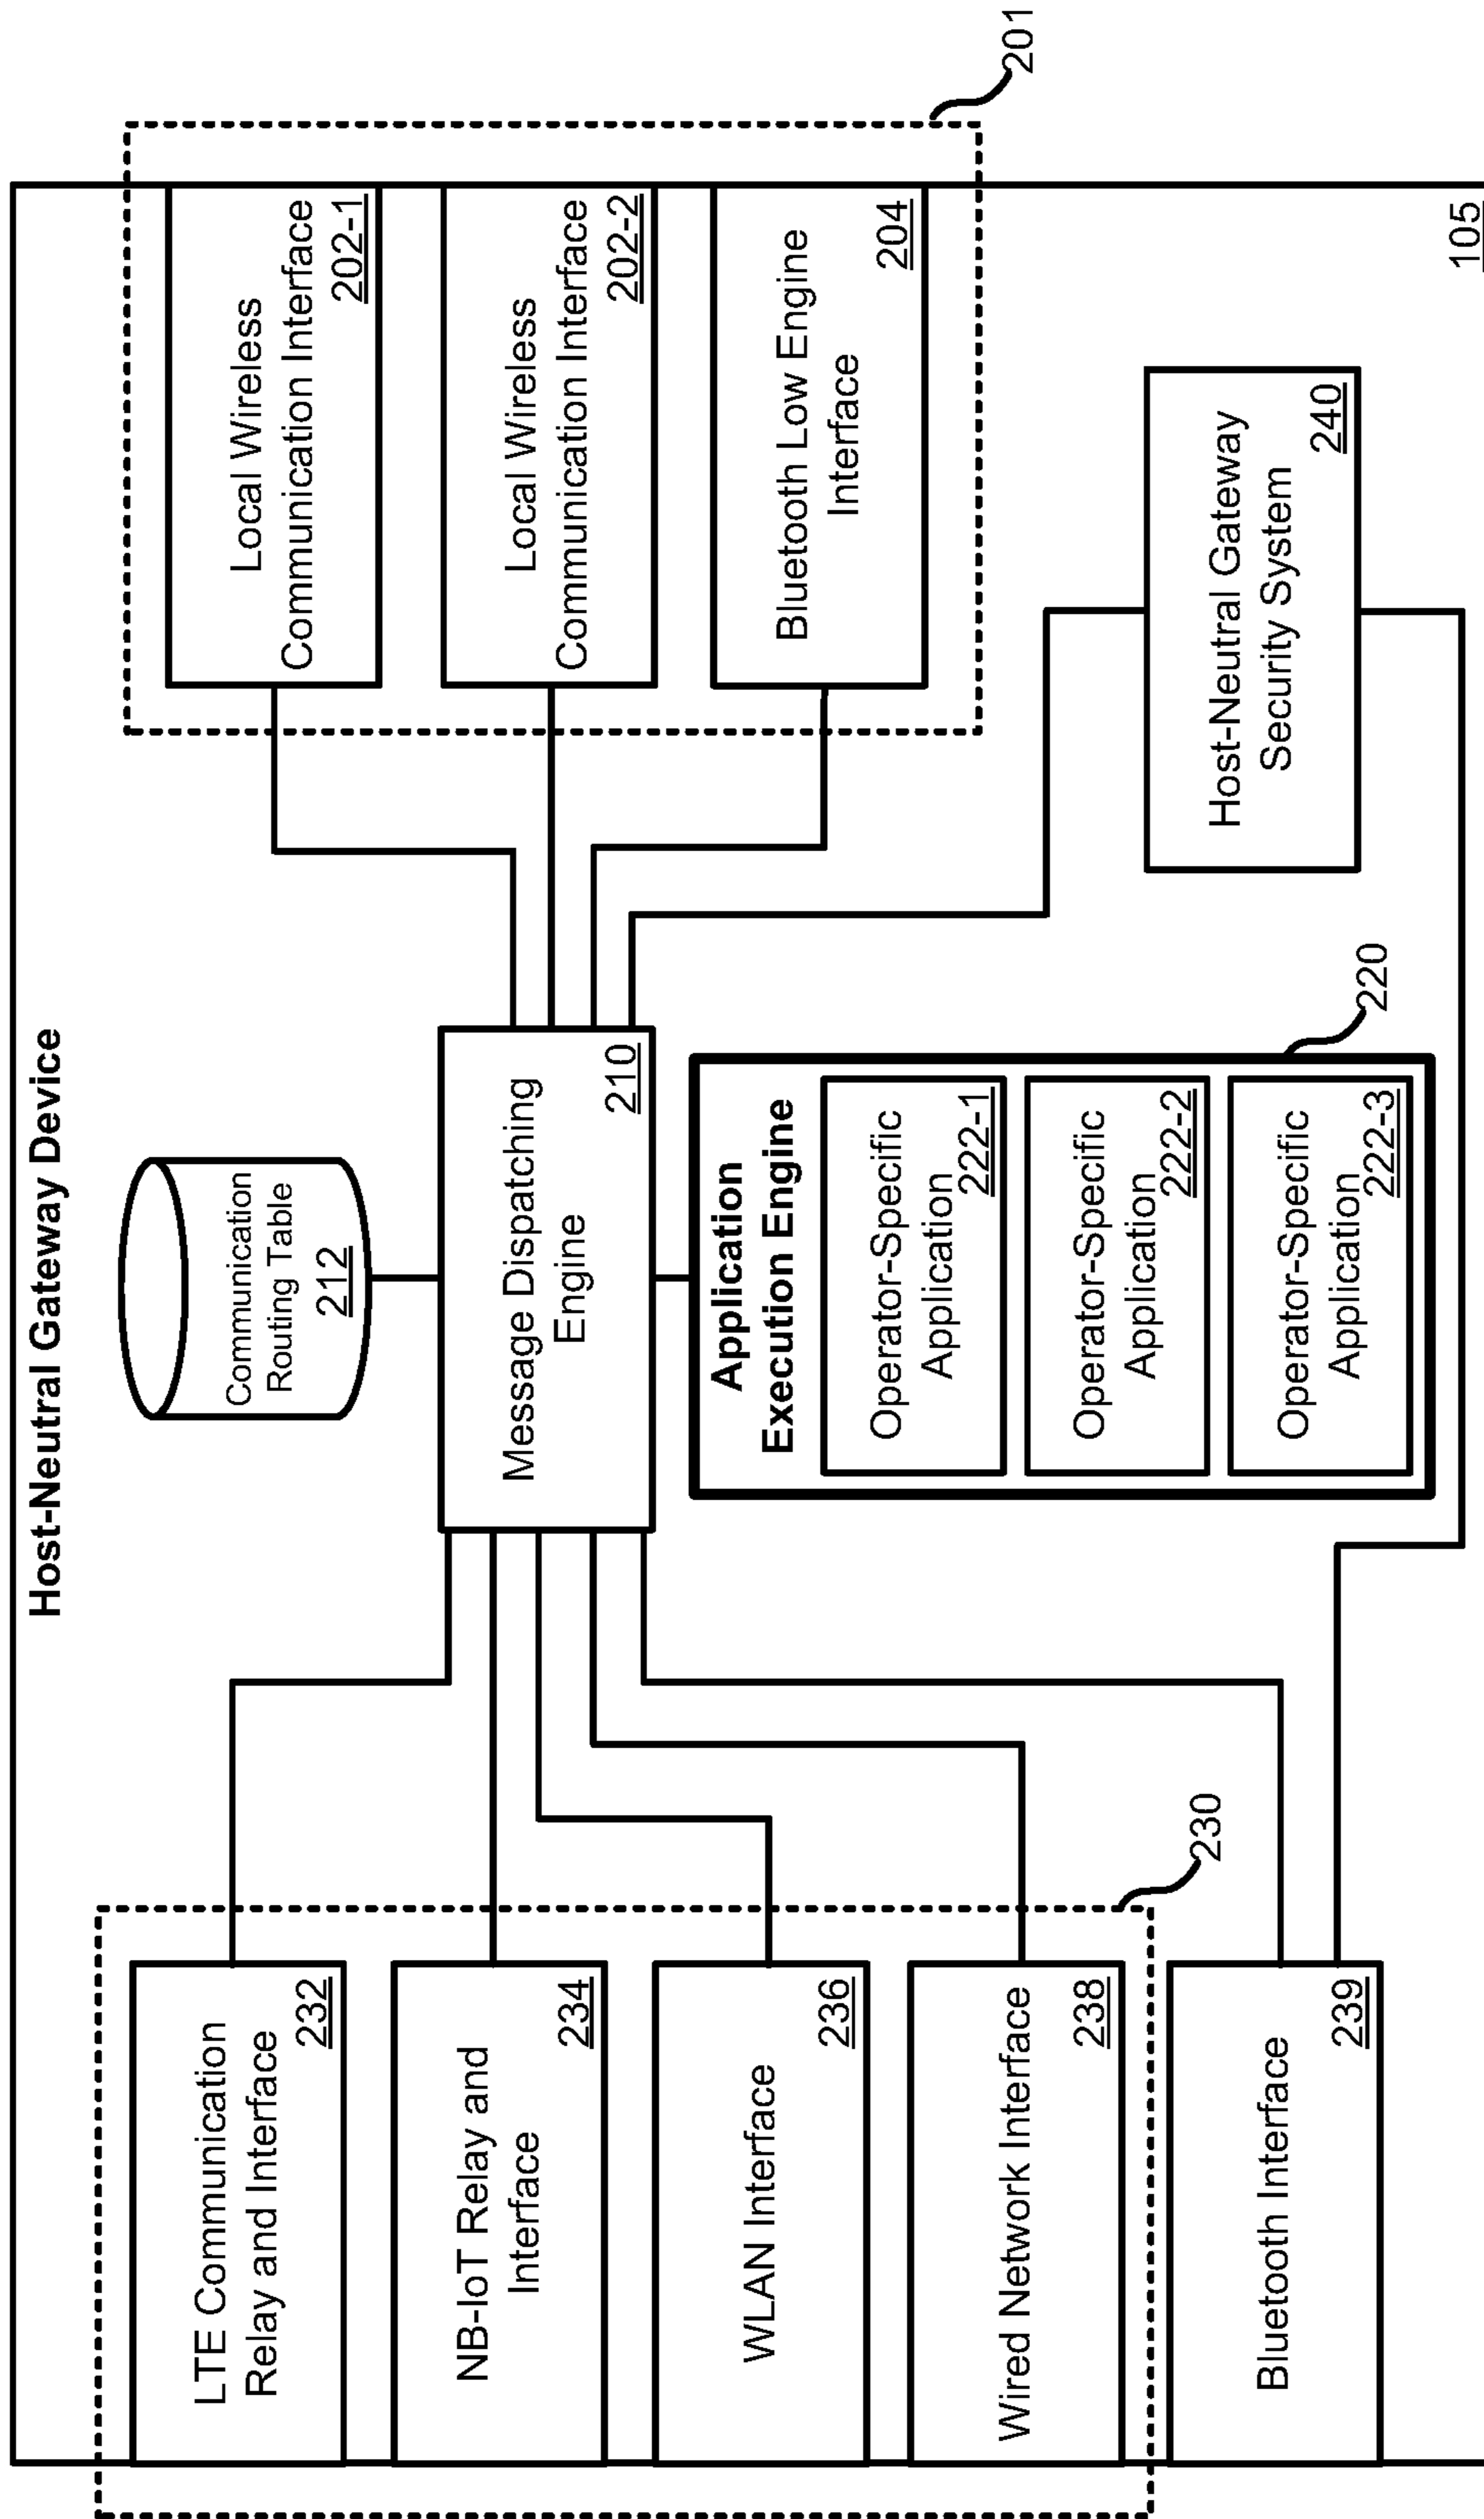 Host-Neutral Gateway Device
LTE Communication
Relay and Interface
232
NB-IoT Relay and
Interface
234
WLAN Interface
236
Wired Network Interface
238
230
Bluetooth Interface
239
Communication
Routing Table
212
Message Dispatching
Engine
210
Application
Execution Engine
Operator-Specific
Application
222-1
Operator-Specific
Application
222-2
Operator-Specific
Application
222-3
220
Local Wireless
Communication Interface
202-1
Local Wireless
Communication Interface
202-2
Bluetooth Low Engine
Interface
204
201
Host-Neutral Gateway
Security System
240
105